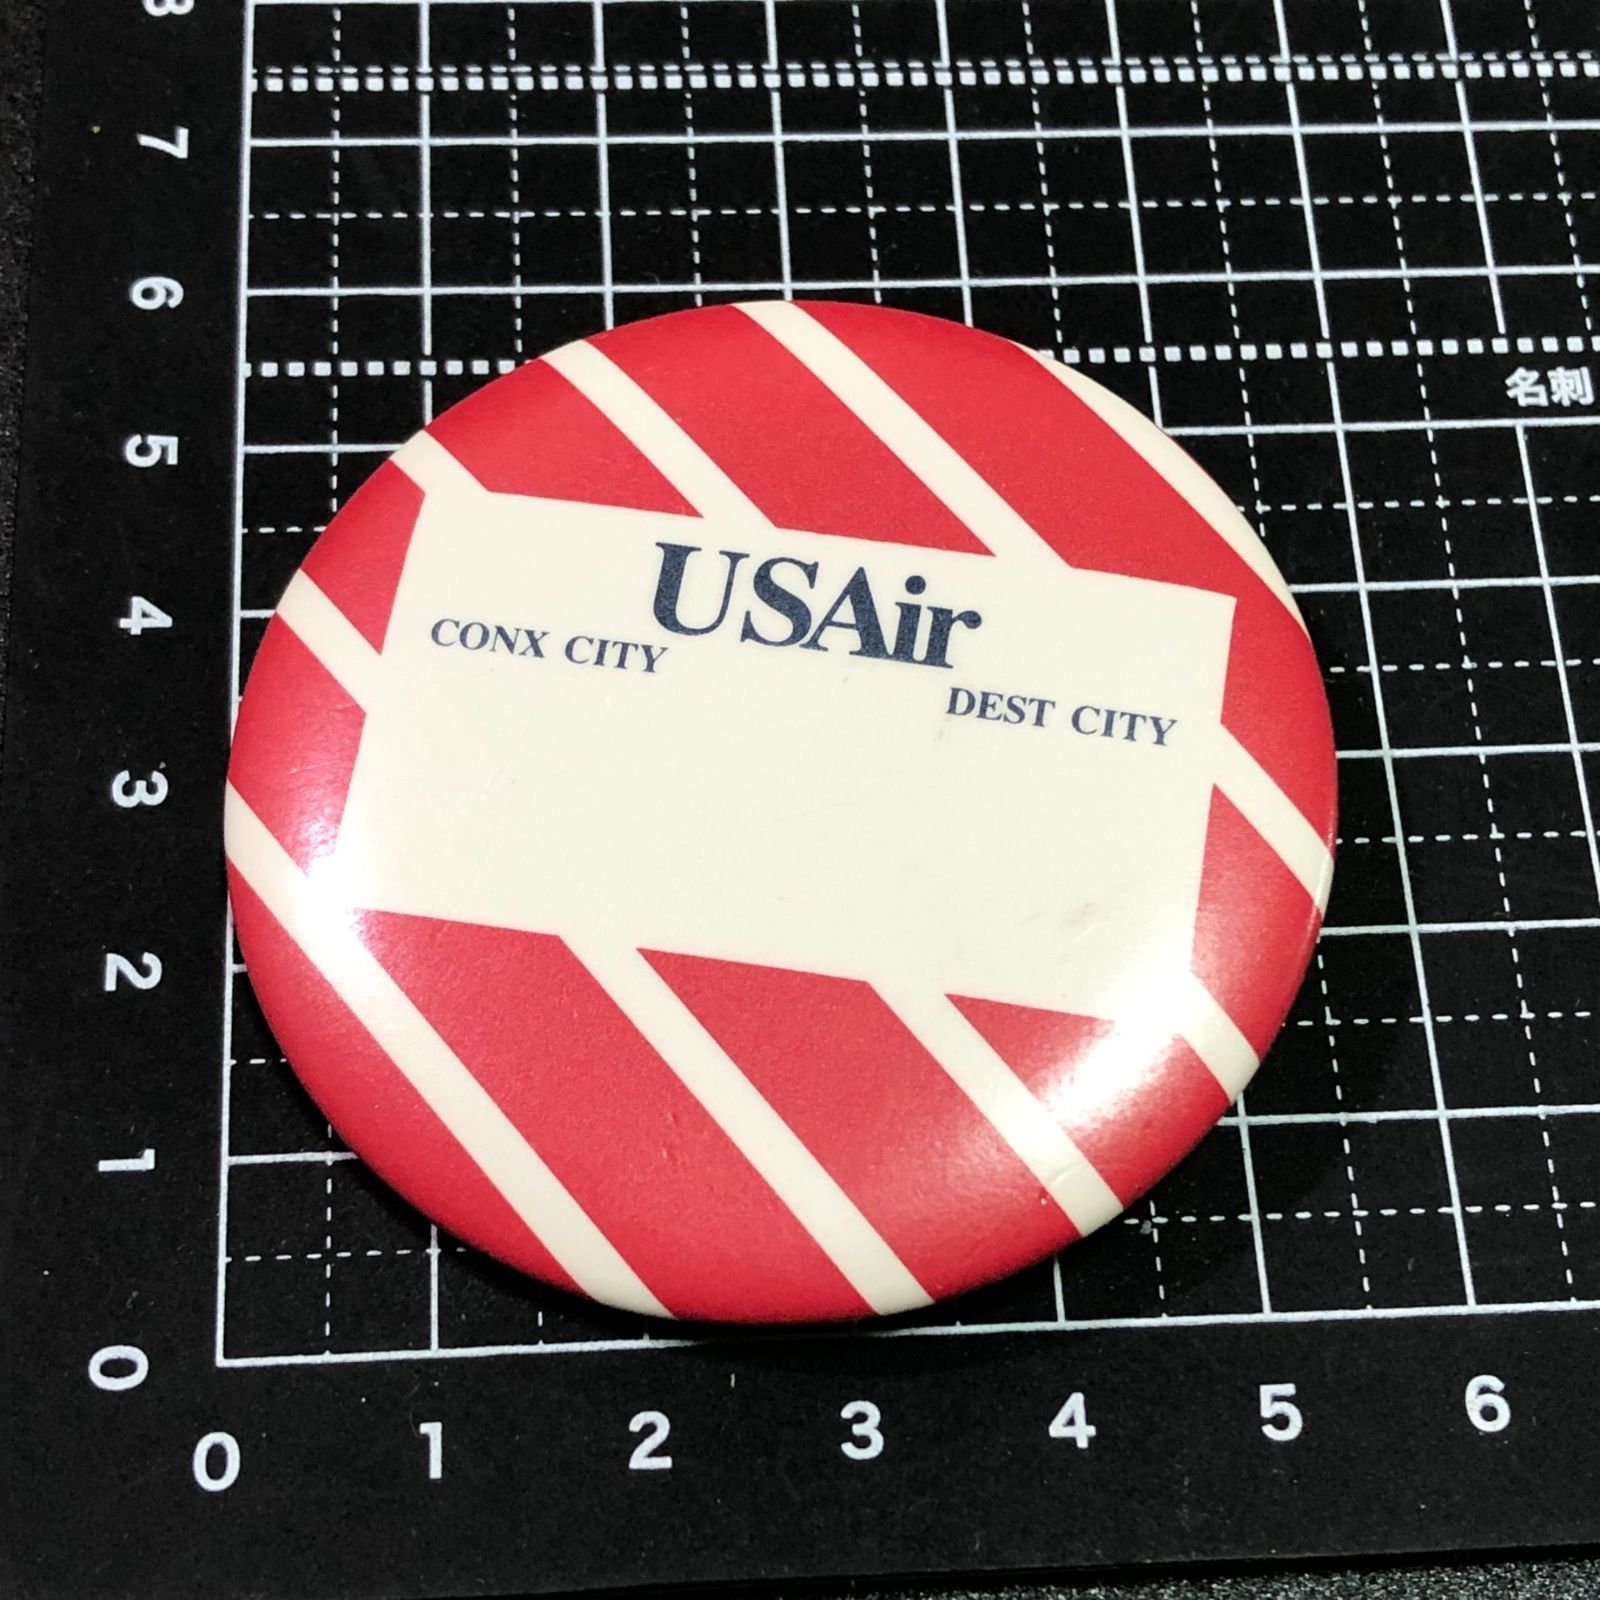 8
7
6
5
4
3
2
1
0
名刺
USAir
CONX CITY
DEST CITY
0 1 2 3 4 5 6